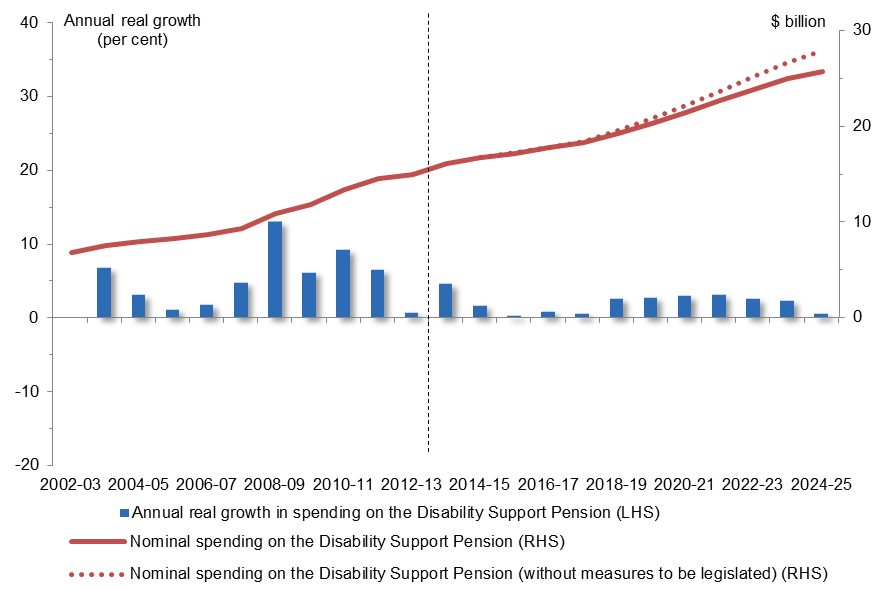 Annual real growth
(per cent)
$ billion
40
30
20
10
0
-10
-20
30
20
10
0
2002-03 2004-05 2006-07 2008-09 2010-11 2012-13 2014-15 2016-17 2018-19 2020-21 2022-23 2024-25
Annual real growth in spending on the Disability Support Pension (LHS)
Nominal spending on the Disability Support Pension (RHS)
Nominal spending on the Disability Support Pension (without measures to be legislated) (RHS)